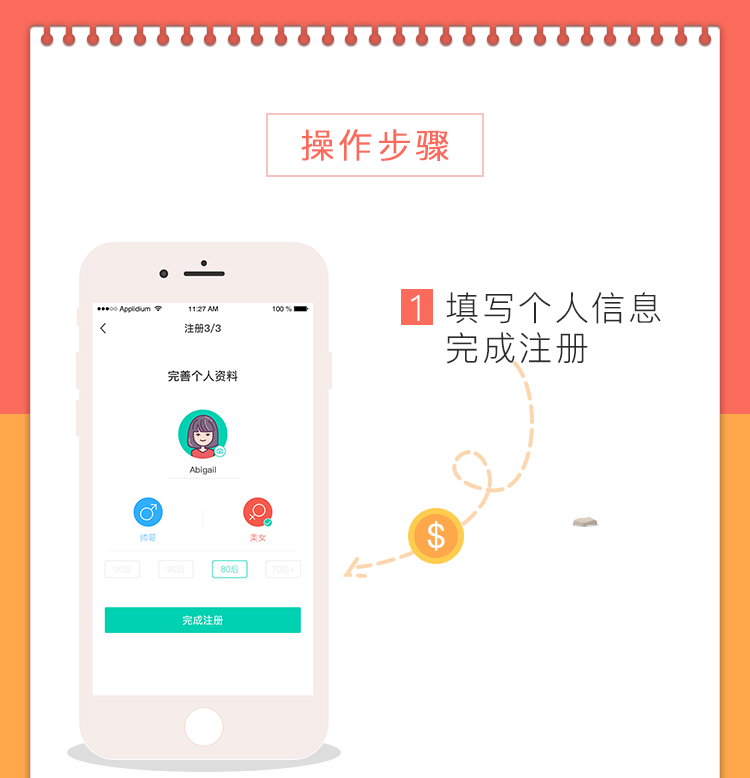 操作步骤
1 填写个人信息
完成注册
●●●○○ Applidium 11:27 AM 100 %
注册3/3
完善个人资料
Abigail
帅哥 美女
00后 90后 80后 70后+
完成注册
$